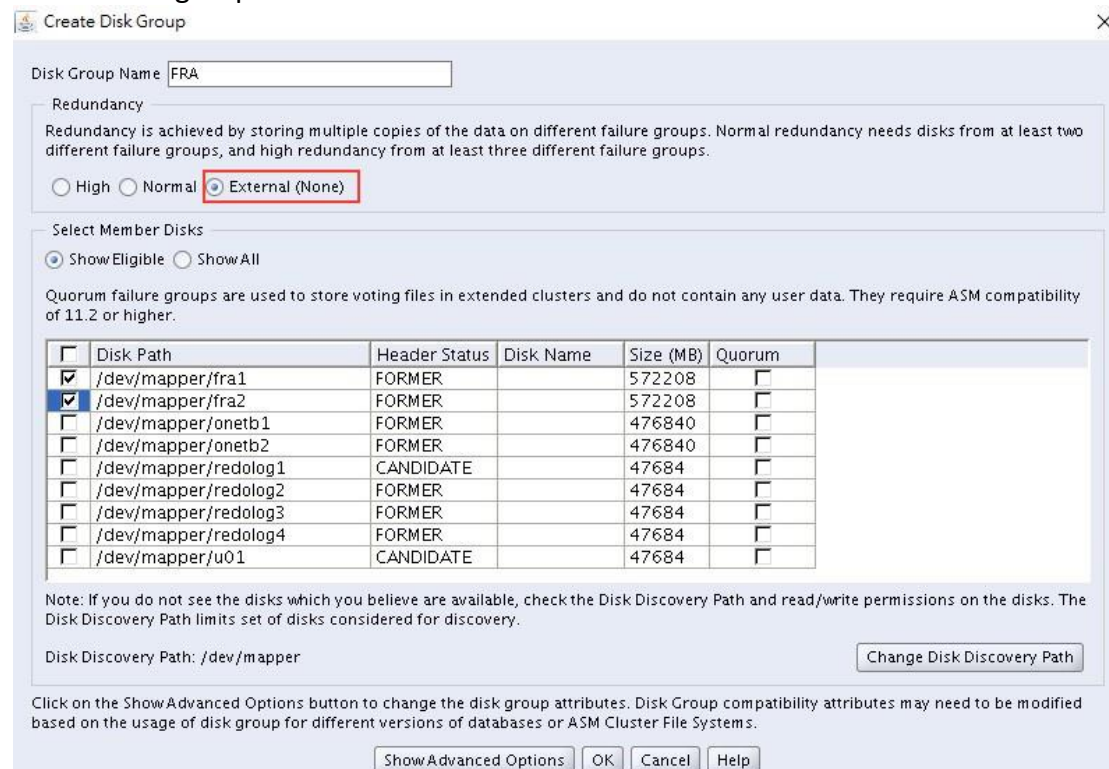 Create Disk Group
Disk Group Name FRA
Redundancy
Redundancy is achieved by storing multiple copies of the data on different failure groups. Normal redundancy needs disks from at least two
different failure groups, and high redundancy from at least three different failure groups.
High Normal External (None)
Select Member Disks
Show Eligible Show All
Quorum failure groups are used to store voting files in extended clusters and do not contain any user data. They require ASM compatibility
of 11.2 or higher.
Disk Path Header Status Disk Name Size (MB) Quorum
/dev/mapper/fra1 FORMER 572208
/dev/mapper/fra2 FORMER 572208
/dev/mapper/onetb1 FORMER 476840
/dev/mapper/onetb2 FORMER 476840
/dev/mapper/redolog1 CANDIDATE 47684
/dev/mapper/redolog2 FORMER 47684
/dev/mapper/redolog3 FORMER 47684
/dev/mapper/redolog4 FORMER 47684
/dev/mapper/u01 CANDIDATE 47684
Note: If you do not see the disks which you believe are available, check the Disk Discovery Path and read/write permissions on the disks. The
Disk Discovery Path limits set of disks considered for discovery.
Disk Discovery Path: /dev/mapper Change Disk Discovery Path
Click on the Show Advanced Options button to change the disk group attributes. Disk Group compatibility attributes may need to be modified
based on the usage of disk group for different versions of databases or ASM Cluster File Systems.
Show Advanced Options OK Cancel Help